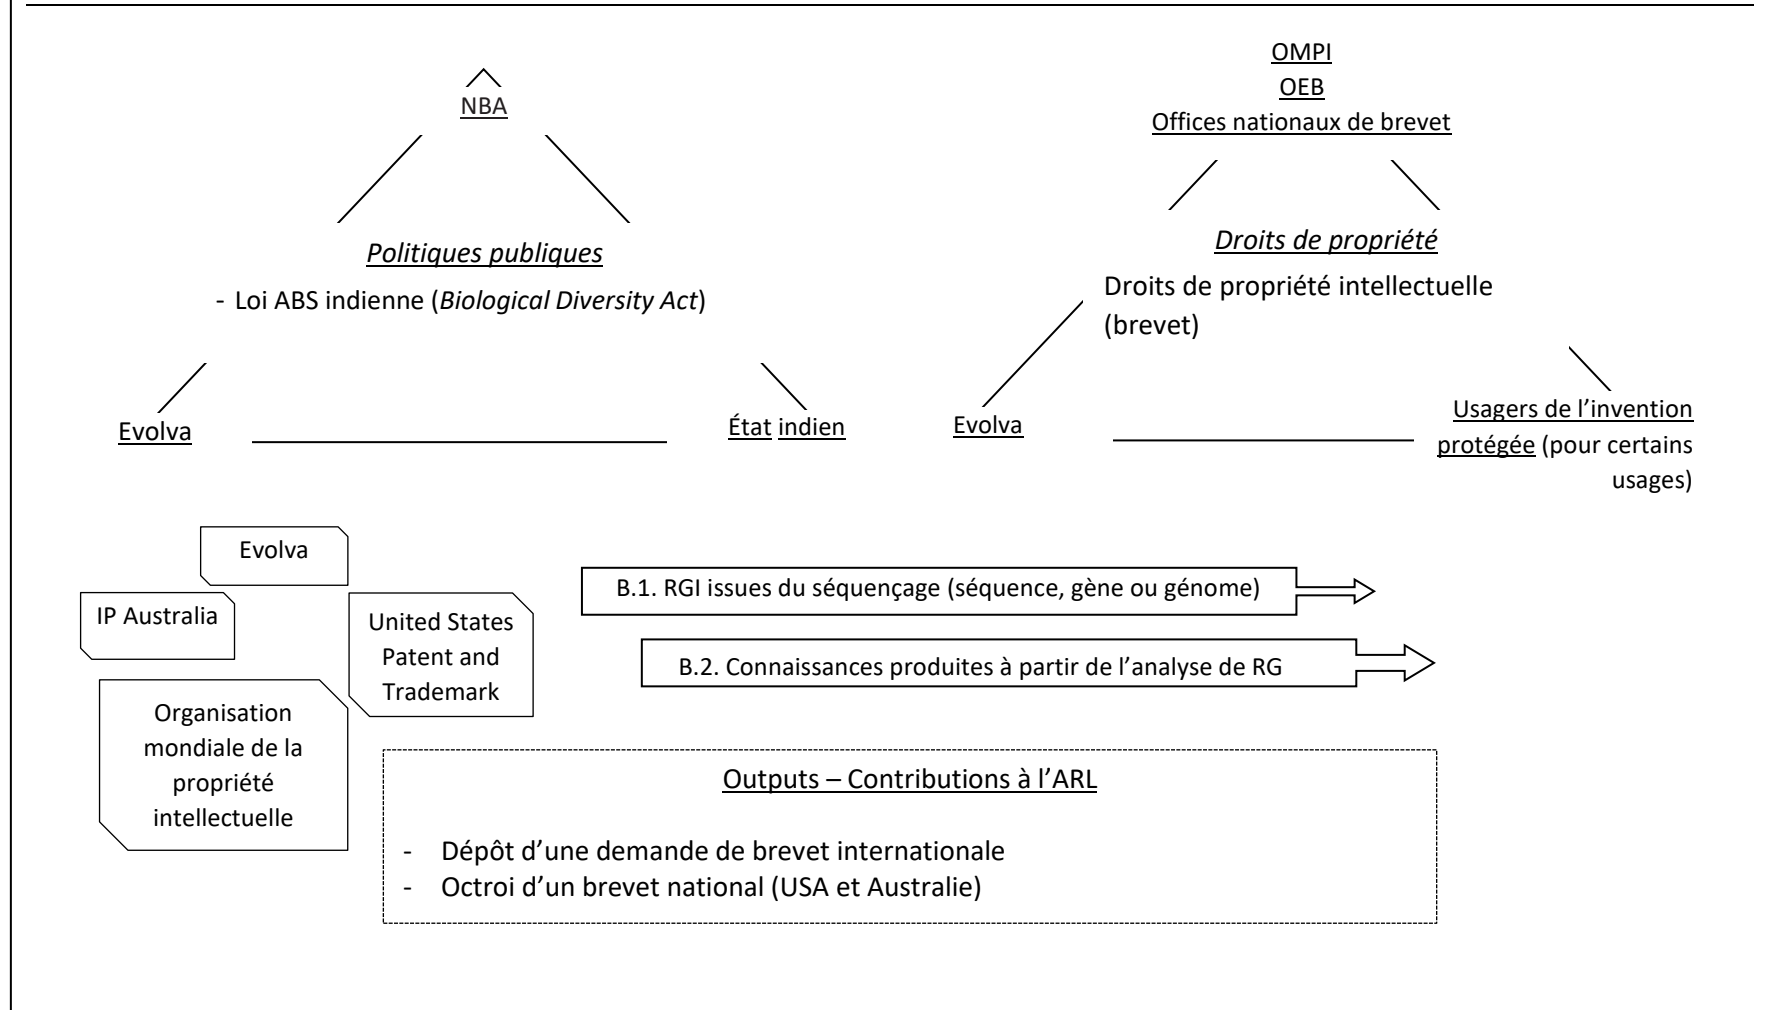 NBA
Politiques publiques
- Loi ABS indienne (Biological Diversity Act)
Evolva
État indien
OMPI
OEB
Offices nationaux de brevet
Droits de propriété
Droits de propriété intellectuelle
(brevet)
Evolva
Usagers de l’invention
protégée (pour certains
usages)
Evolva
IP Australia
United States
Patent and
Trademark
Organisation
mondiale de la
propriété
intellectuelle
B.1. RGI issues du séquençage (séquence, gène ou génome)
B.2. Connaissances produites à partir de l’analyse de RG
Outputs – Contributions à l’ARL
- Dépôt d’une demande de brevet internationale
- Octroi d’un brevet national (USA et Australie)